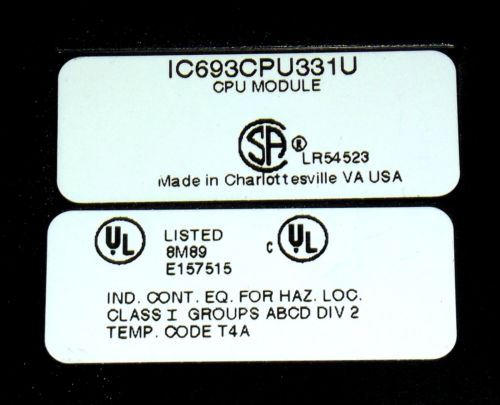 IC693CPU331U
CPU MODULE
SA ® LR54523
Made in Charlottesville VA USA
UL LISTED c UL
8M89
E157515
IND. CONT. EQ. FOR HAZ. LOC.
CLASS I GROUPS ABCD DIV 2
TEMP. CODE T4A